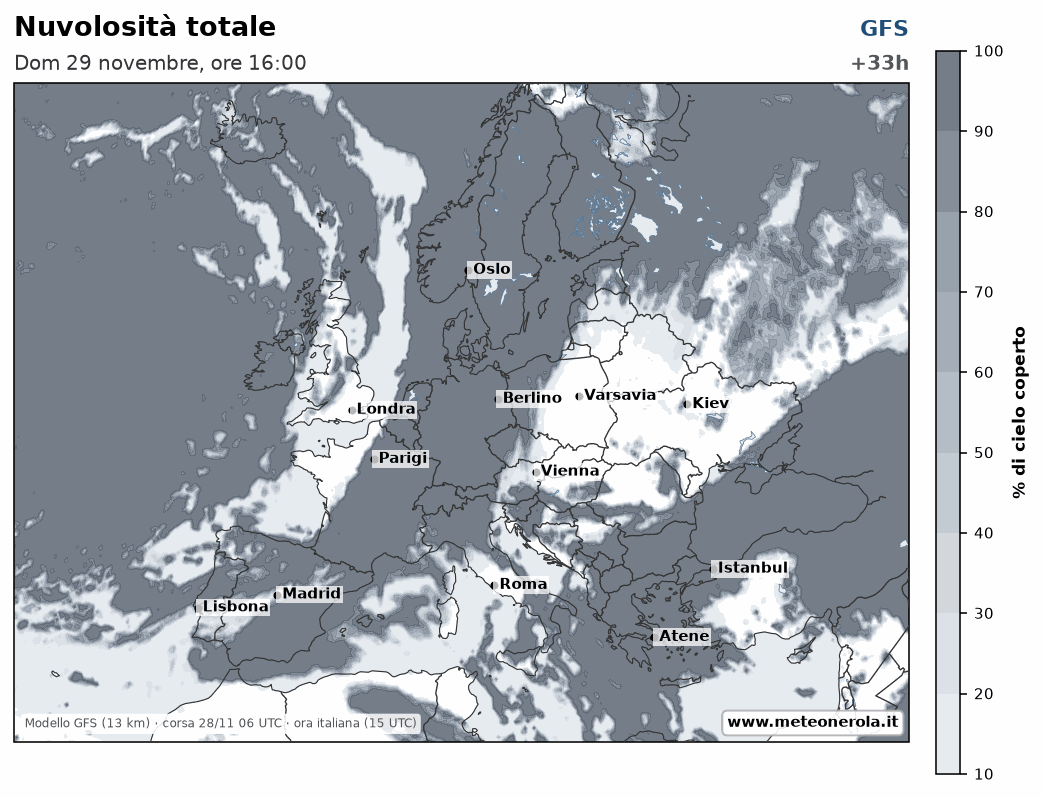 Nuvolosità totale
GFS
Dom 29 novembre, ore 16:00
+33h
100
90
80
70
60
50
40
30
20
10
% di cielo coperto
Oslo
Berlino
Varsavia
Kiev
Londra
Parigi
Vienna
Istanbul
Roma
Madrid
Lisbona
Atene
Modello GFS (13 km) · corsa 28/11 06 UTC · ora italiana (15 UTC)
www.meteonerola.it